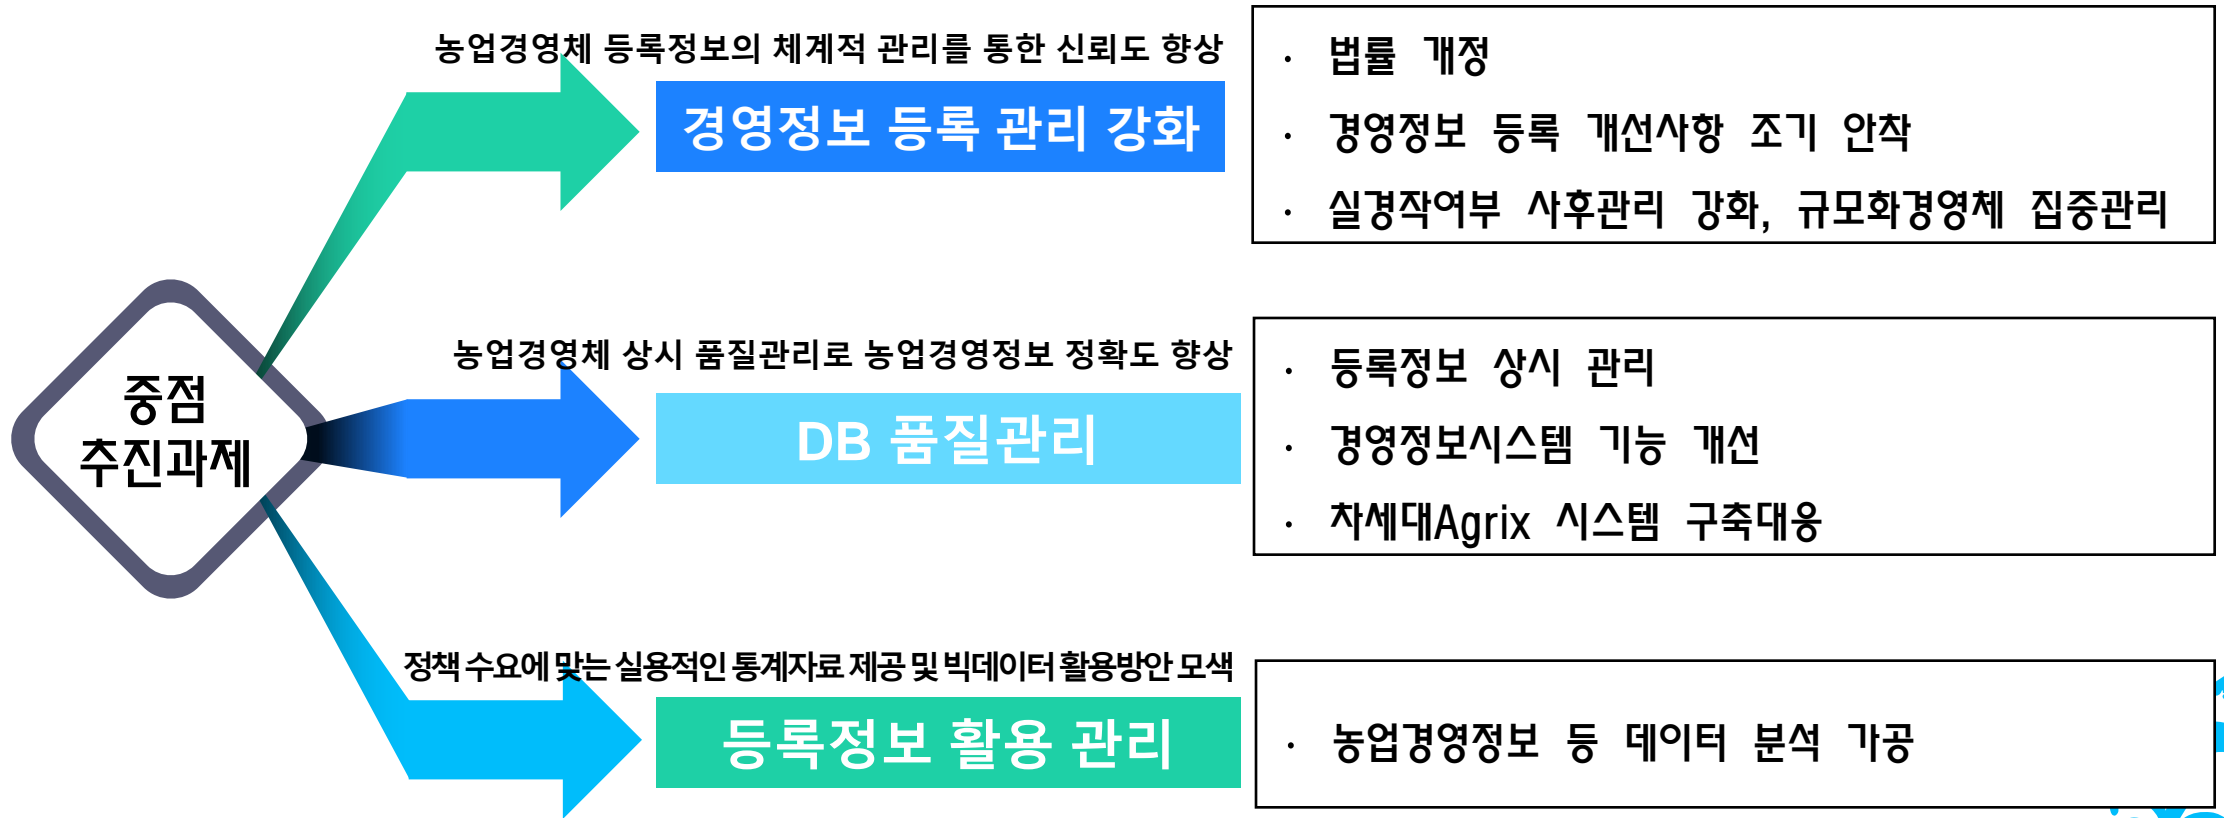 중점
추진과제
농업경영체 등록정보의 체계적 관리를 통한 신뢰도 향상
경영정보 등록 관리 강화
· 법률 개정
· 경영정보 등록 개선사항 조기 안착
· 실경작여부 사후관리 강화, 규모화경영체 집중관리
농업경영체 상시 품질관리로 농업경영정보 정확도 향상
DB 품질관리
· 등록정보 상시 관리
· 경영정보시스템 기능 개선
· 차세대Agrix 시스템 구축대응
정책 수요에 맞는 실용적인 통계자료 제공 및 빅데이터 활용방안 모색
등록정보 활용 관리
· 농업경영정보 등 데이터 분석 가공